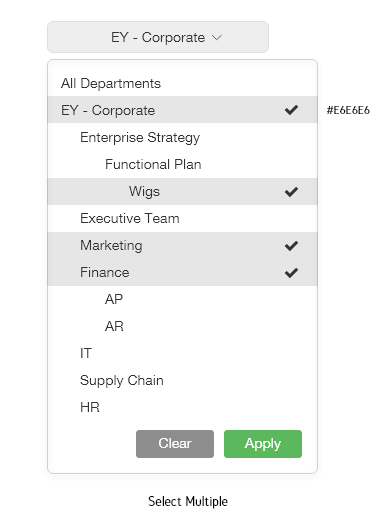 EY - Corporate
All Departments
EY - Corporate
#E6E6E6
Enterprise Strategy
Functional Plan
Wigs
Executive Team
Marketing
Finance
AP
AR
IT
Supply Chain
HR
Clear Apply
Select Multiple